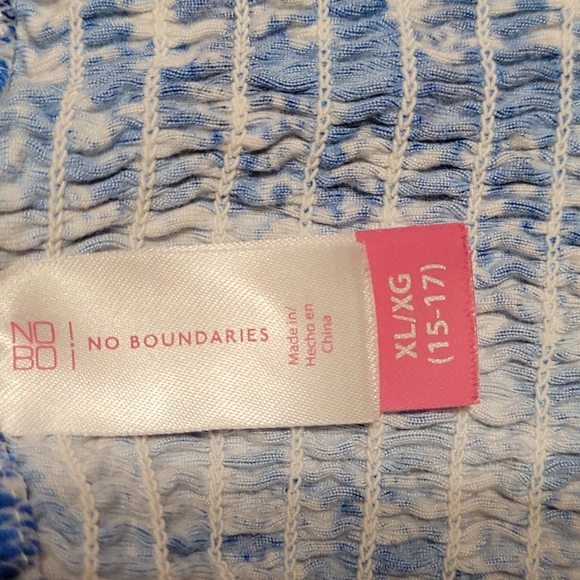 NO
BO
NO BOUNDARIES
Made in/
Hecho en
China
XL/XG
(15-17)